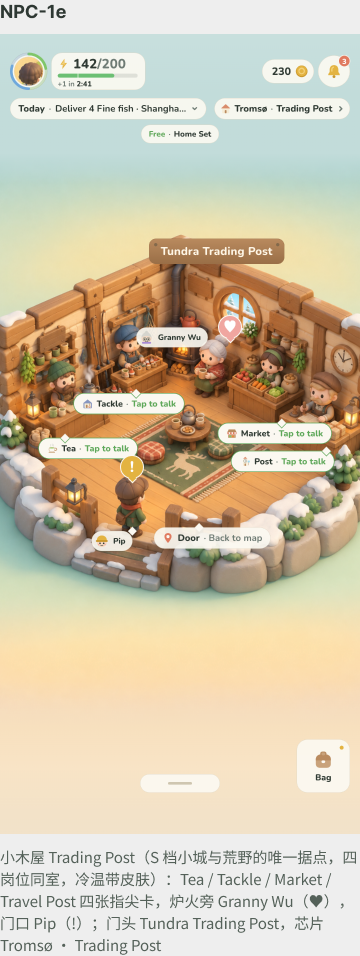 NPC-1e
142/200
+1 in 2:41
230
3
Today · Deliver 4 Fine fish · Shangha...
Tromsø · Trading Post
Free · Home Set
Tundra Trading Post
Granny Wu
Tackle · Tap to talk
Market · Tap to talk
Tea · Tap to talk
Post · Tap to talk
!
Pip
Door · Back to map
Bag
小木屋 Trading Post（S 档小城与荒野的唯一据点，四
岗位同室，冷温带皮肤）：Tea / Tackle / Market /
Travel Post 四张指尖卡，炉火旁 Granny Wu（♥），
门口 Pip（!）；门头 Tundra Trading Post，芯片
Tromsø · Trading Post